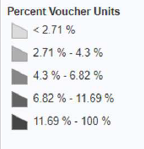 Percent Voucher Units
< 2.71 %
2.71 % - 4.3 %
4.3 % - 6.82 %
6.82 % - 11.69 %
11.69 % - 100 %